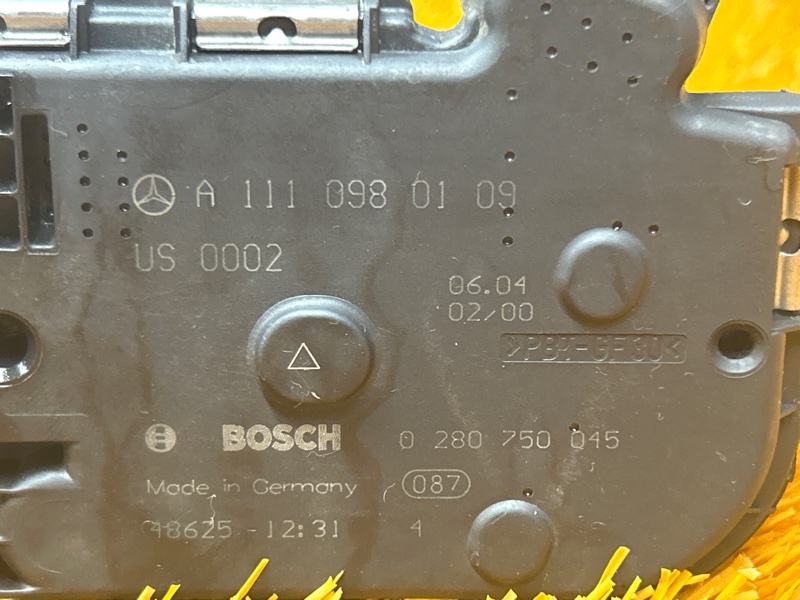 A 111 098 01 09
US 0002
06.04
02/00
>PBT-GF30<
BOSCH 0 280 750 045
Made in Germany 087
48625 - 12:31 4